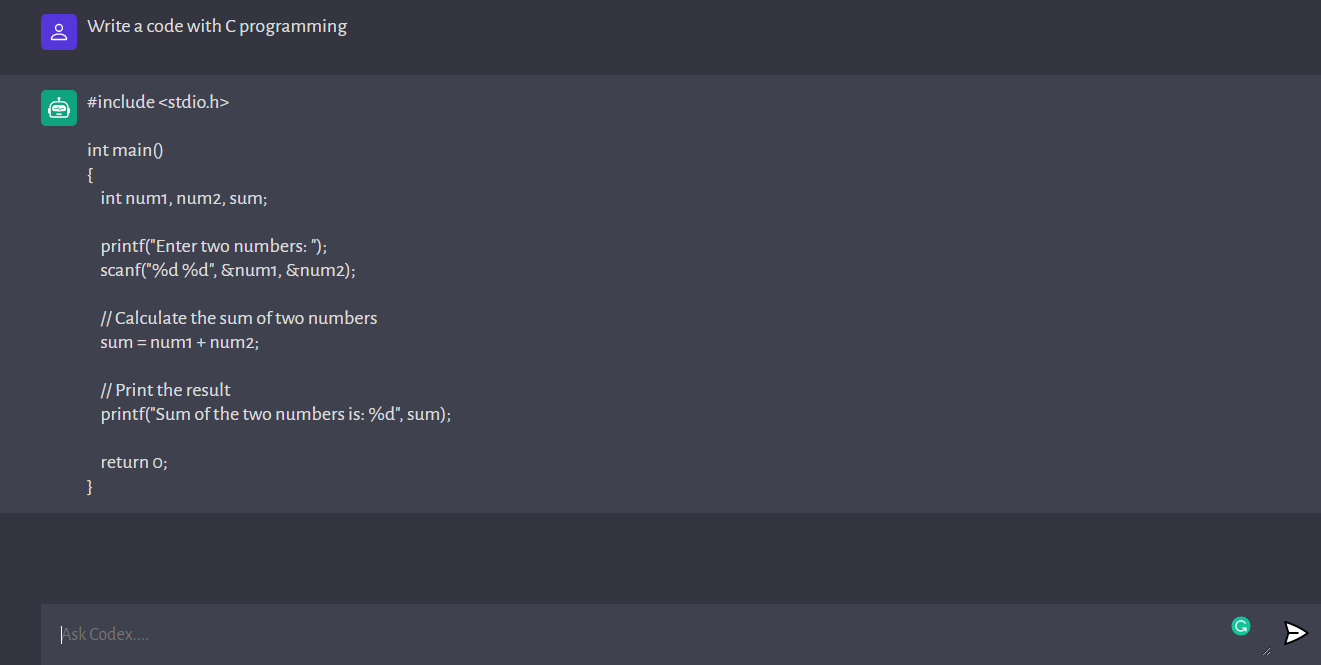 Write a code with C programming
#include <stdio.h>
int main()
{
int num1, num2, sum;
printf("Enter two numbers: ");
scanf("%d %d", &num1, &num2);
// Calculate the sum of two numbers
sum = num1 + num2;
// Print the result
printf("Sum of the two numbers is: %d", sum);
return 0;
}
Ask Codex....